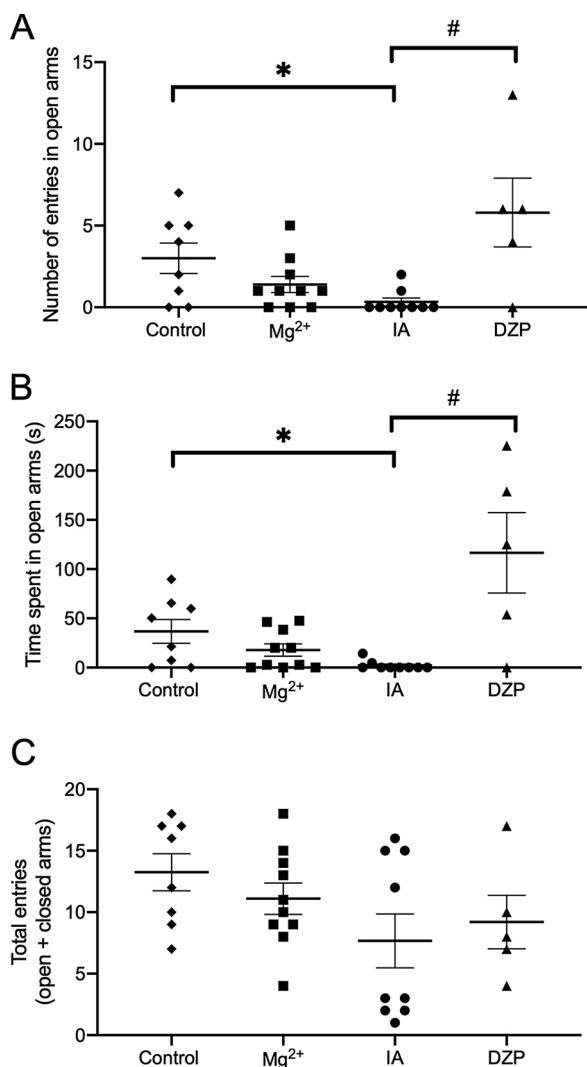 A
Number of entries in open arms
15
10
5
0
*
#
Control
Mg²⁺
IA
DZP
B
Time spent in open arms (s)
250
200
150
100
50
0
*
#
Control
Mg²⁺
IA
DZP
C
Total entries
(open + closed arms)
20
15
10
5
0
Control
Mg²⁺
IA
DZP